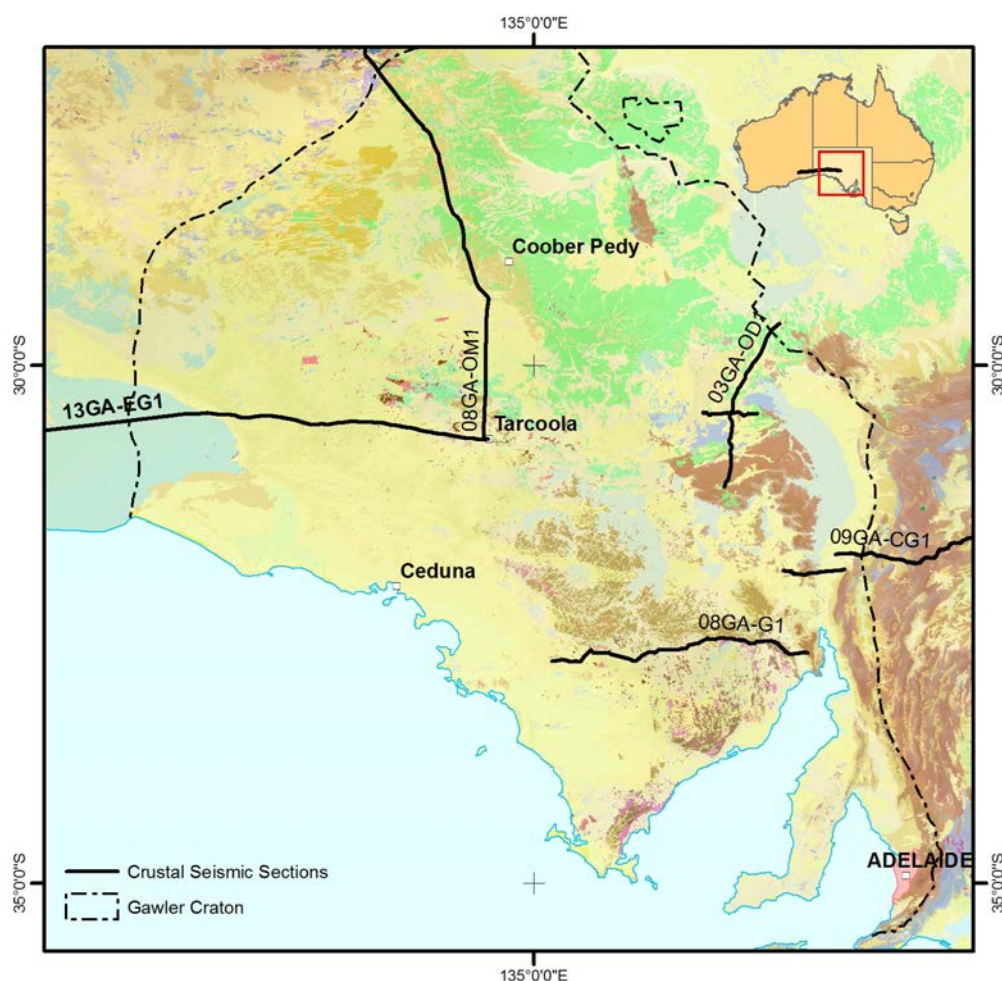 135°0'0"E
Coober Pedy
08GA-OM1
03GA-OD1
30°0'0"S
30°0'0"S
13GA-EG1
Tarcoola
09GA-CG1
Ceduna
08GA-G1
ADELAIDE
Crustal Seismic Sections
Gawler Craton
35°0'0"S
35°0'0"S
135°0'0"E